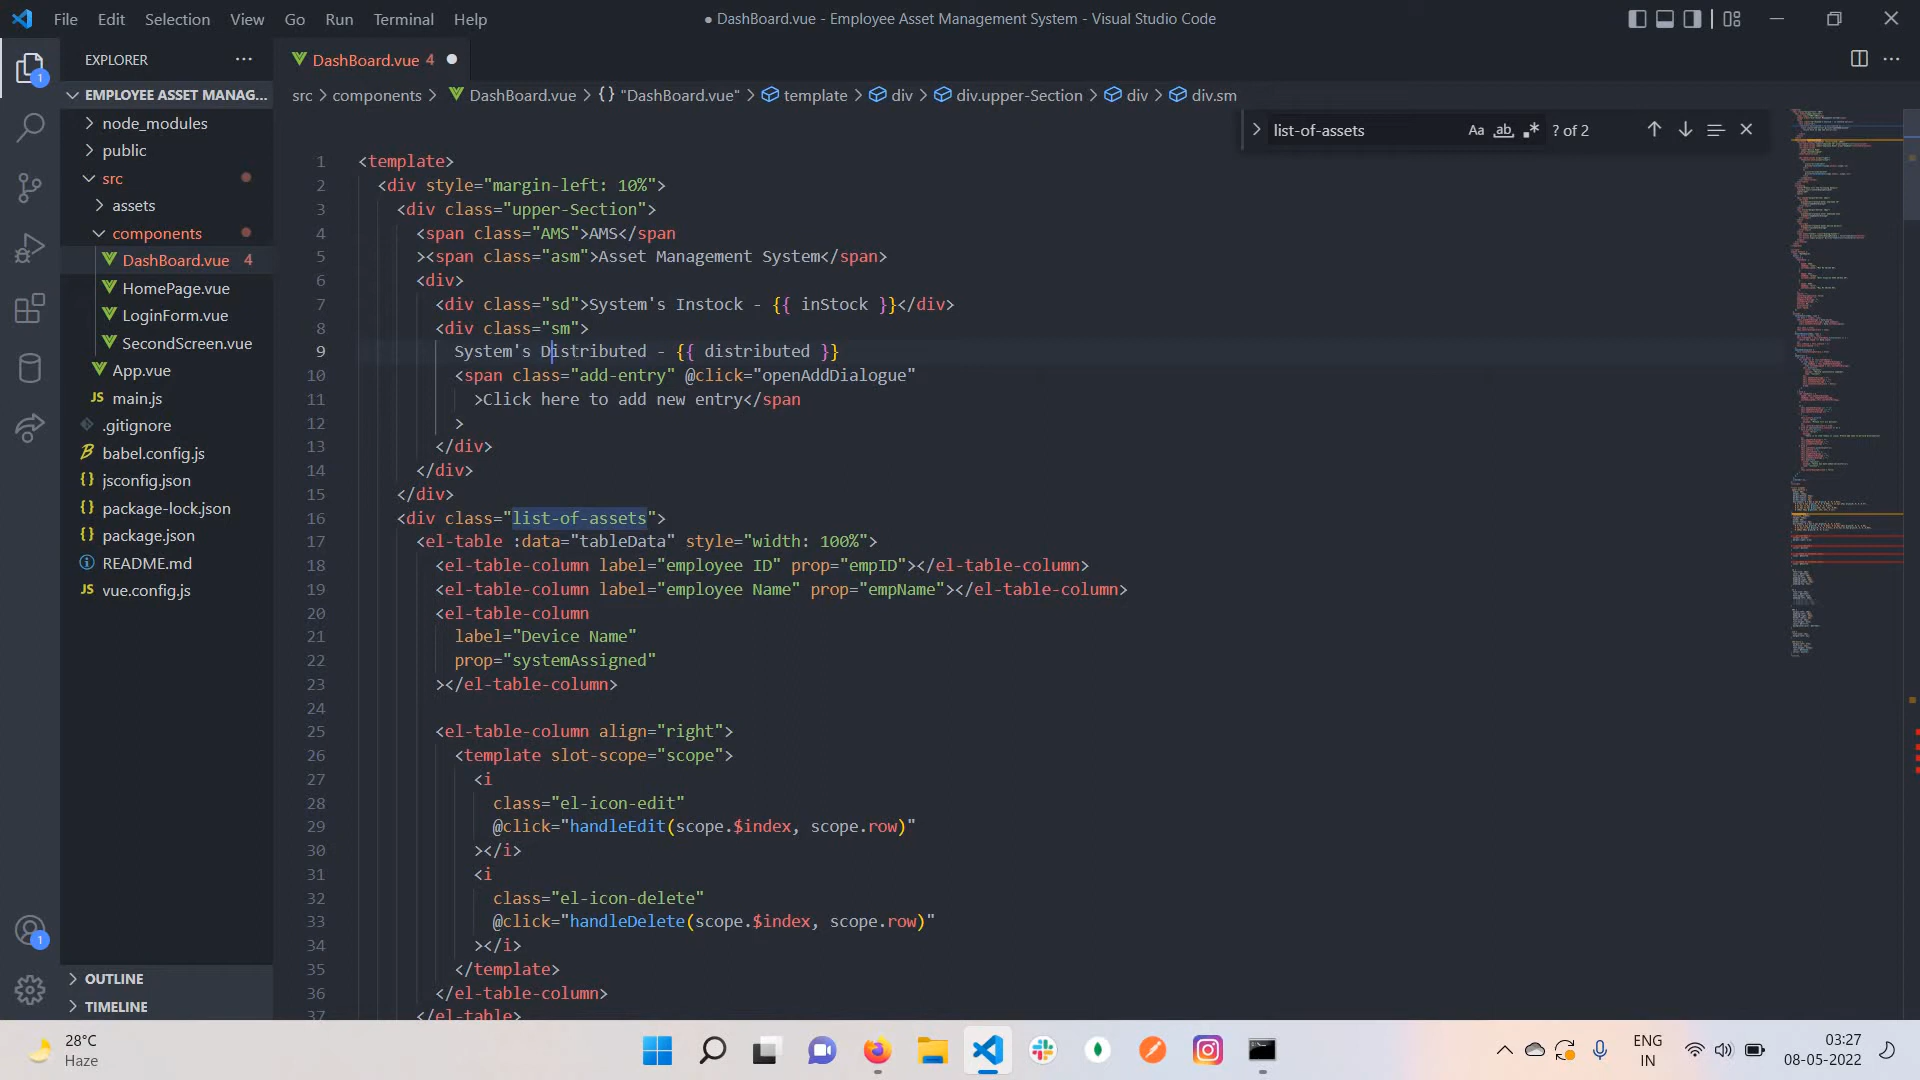 File Edit Selection View Go Run Terminal Help
● DashBoard.vue - Employee Asset Management System - Visual Studio Code
EXPLORER
DashBoard.vue 4
EMPLOYEE ASSET MANAG...
src > components > DashBoard.vue > {} "DashBoard.vue" > template > div > div.upper-Section > div > div.sm
list-of-assets Aa ab .* ? of 2
node_modules
public
src
assets
components
DashBoard.vue 4
HomePage.vue
LoginForm.vue
SecondScreen.vue
App.vue
JS main.js
.gitignore
babel.config.js
{} jsconfig.json
{} package-lock.json
{} package.json
README.md
JS vue.config.js
OUTLINE
TIMELINE
1
1
1 <template>
2 <div style="margin-left: 10%">
3 <div class="upper-Section">
4 <span class="AMS">AMS</span
5 ><span class="asm">Asset Management System</span>
6 <div>
7 <div class="sd">System's Instock - {{ inStock }}</div>
8 <div class="sm">
9 System's Distributed - {{ distributed }}
10 <span class="add-entry" @click="openAddDialogue"
11 >Click here to add new entry</span
12 >
13 </div>
14 </div>
15 </div>
16 <div class="list-of-assets">
17 <el-table :data="tableData" style="width: 100%">
18 <el-table-column label="employee ID" prop="empID"></el-table-column>
19 <el-table-column label="employee Name" prop="empName"></el-table-column>
20 <el-table-column
21 label="Device Name"
22 prop="systemAssigned"
23 ></el-table-column>
24
25 <el-table-column align="right">
26 <template slot-scope="scope">
27 <i
28 class="el-icon-edit"
29 @click="handleEdit(scope.$index, scope.row)"
30 ></i>
31 <i
32 class="el-icon-delete"
33 @click="handleDelete(scope.$index, scope.row)"
34 ></i>
35 </template>
36 </el-table-column>
37 </el-table>
28°C
Haze
ENG
IN
03:27
08-05-2022